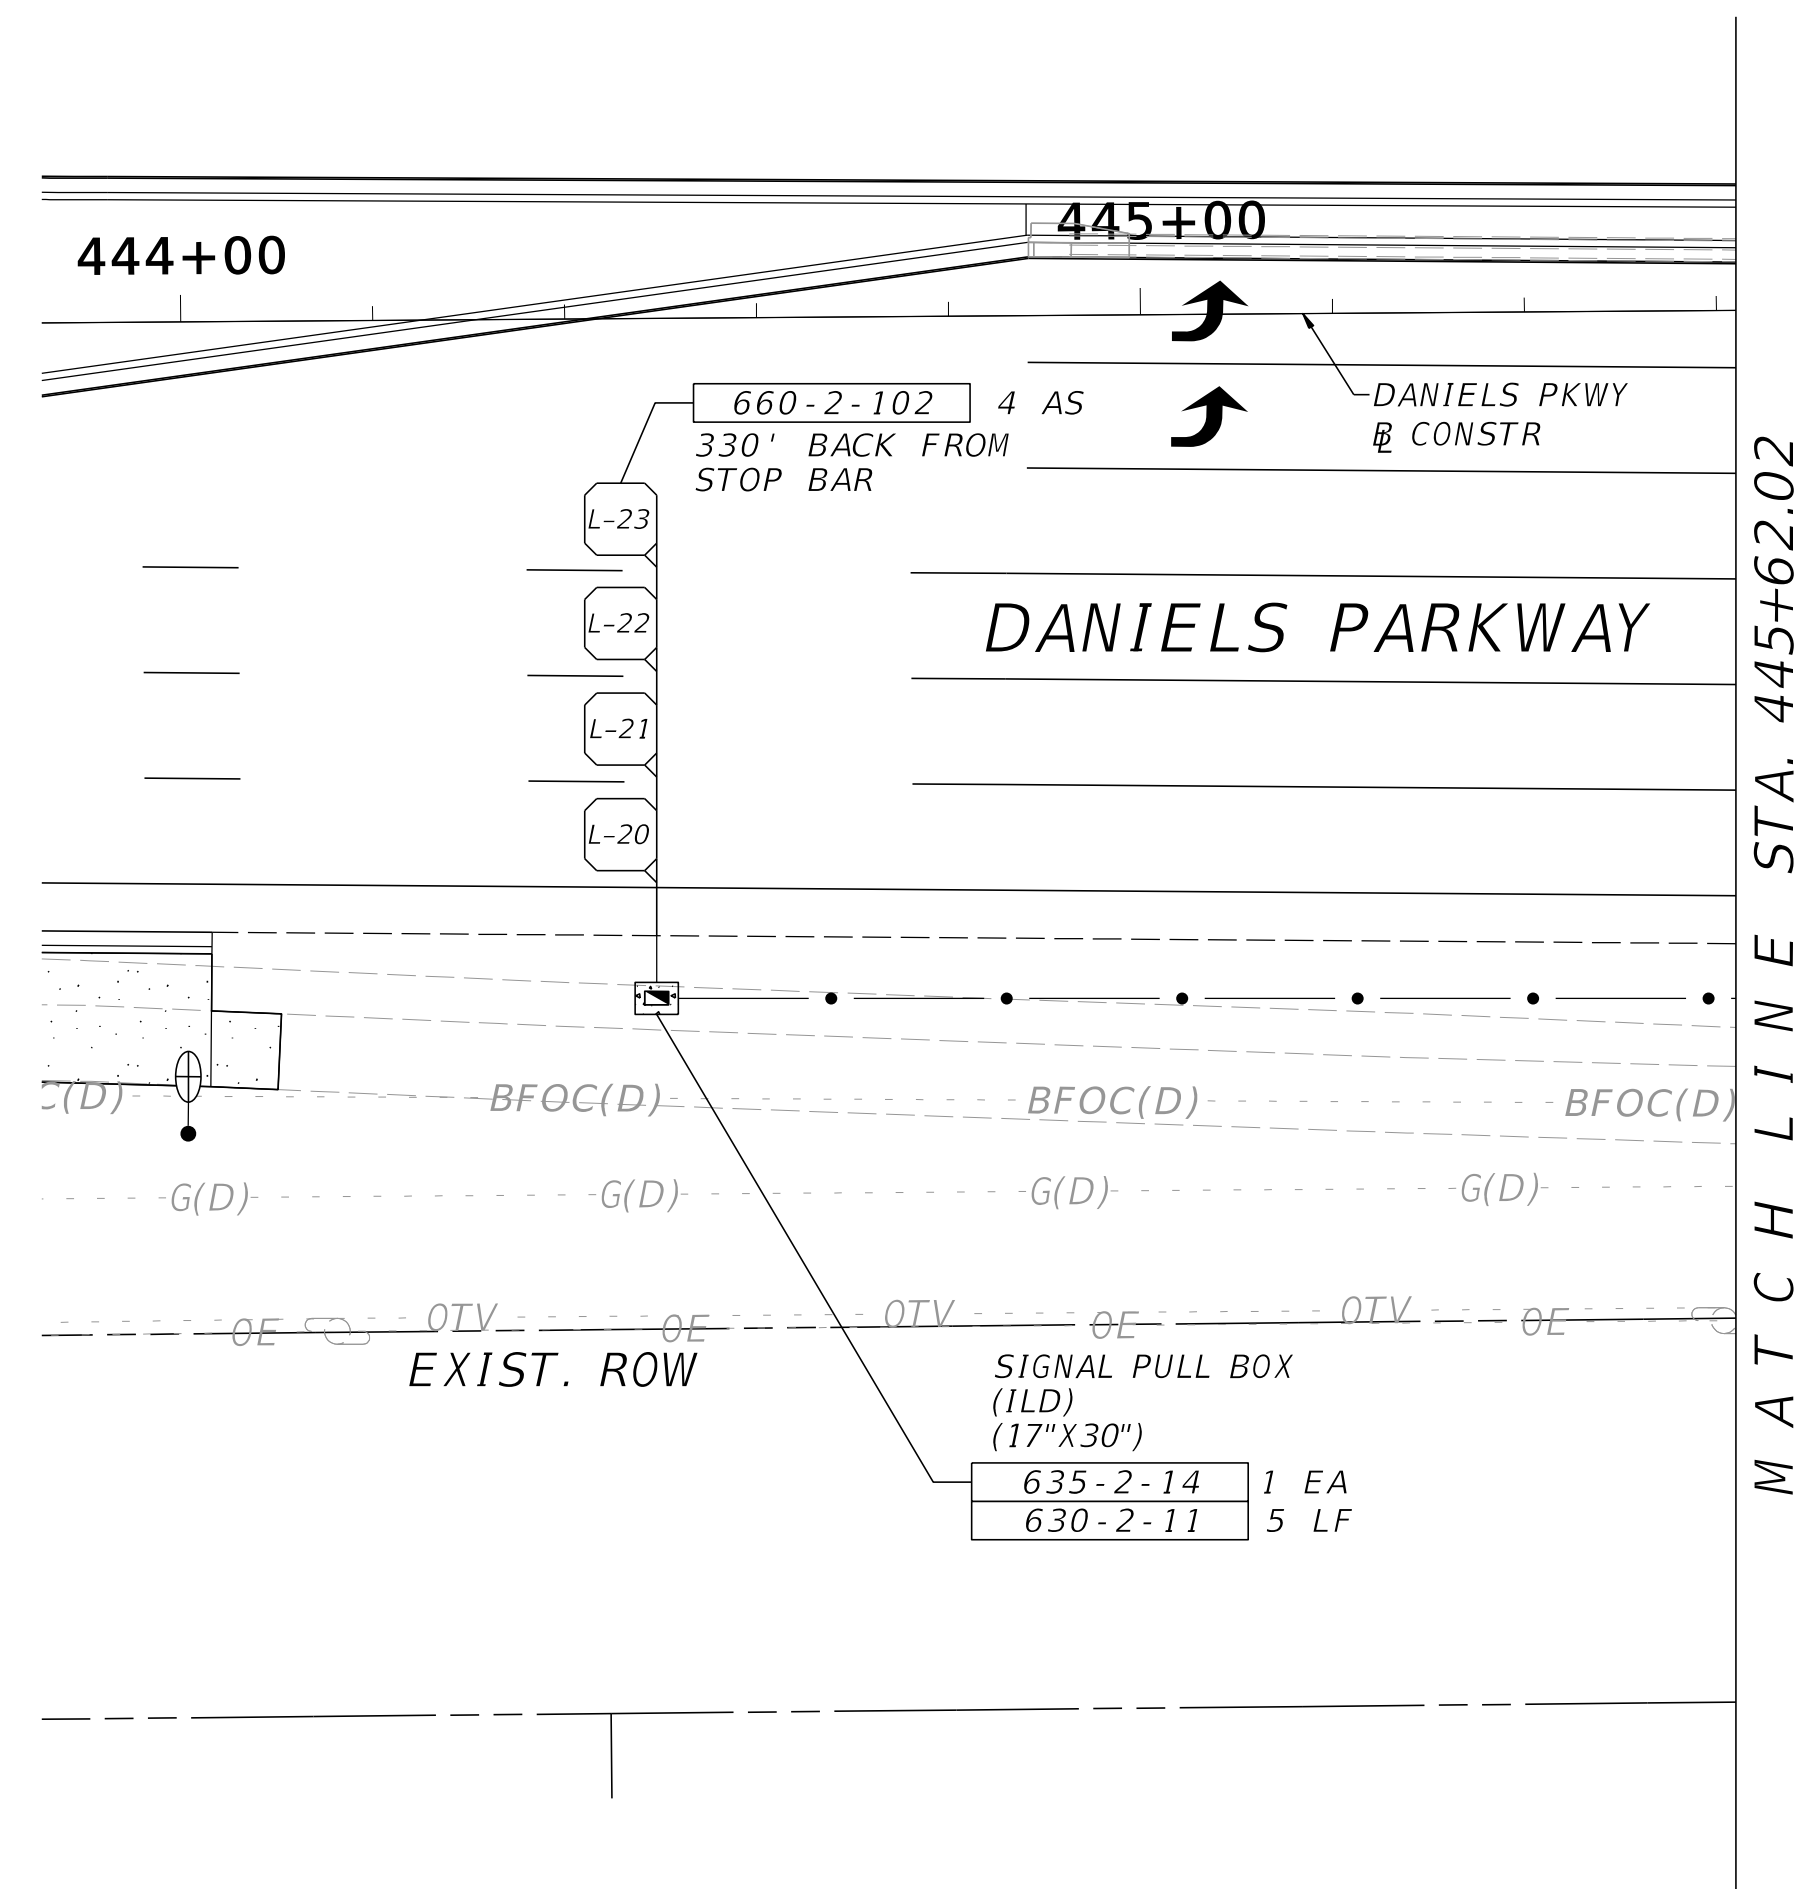 445+00
444+00
660-2-102 4 AS
330' BACK FROM
STOP BAR
DANIELS PKWY
BL CONSTR
L-23
L-22
DANIELS PARKWAY
L-21
L-20
MATCH LINE STA. 445+62.02
C(D) BFOC(D) BFOC(D) BFOC(D)
G(D) G(D) G(D) G(D)
OE OTV OE OTV OE OTV OE
EXIST. ROW
SIGNAL PULL BOX
(ILD)
(17"X30")
635-2-14 1 EA
630-2-11 5 LF